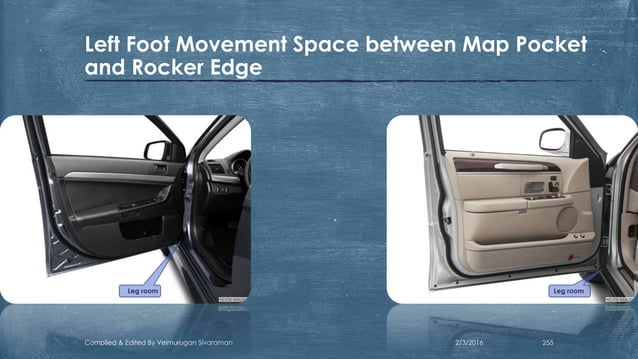 Left Foot Movement Space between Map Pocket
and Rocker Edge
Leg room
Leg room
Complied & Edited By Velmurugan Sivaraman
2/3/2016
255